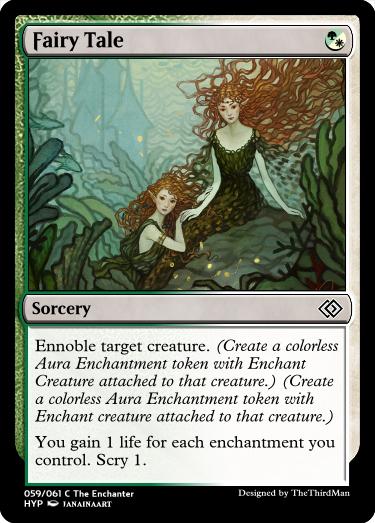 Fairy Tale
Sorcery
Ennoble target creature. (Create a colorless
Aura Enchantment token with Enchant
Creature attached to that creature.) (Create
a colorless Aura Enchantment token with
Enchant creature attached to that creature.)
You gain 1 life for each enchantment you
control. Scry 1.
059/061 C The Enchanter
Designed by TheThirdMan
HYP JANAINAART